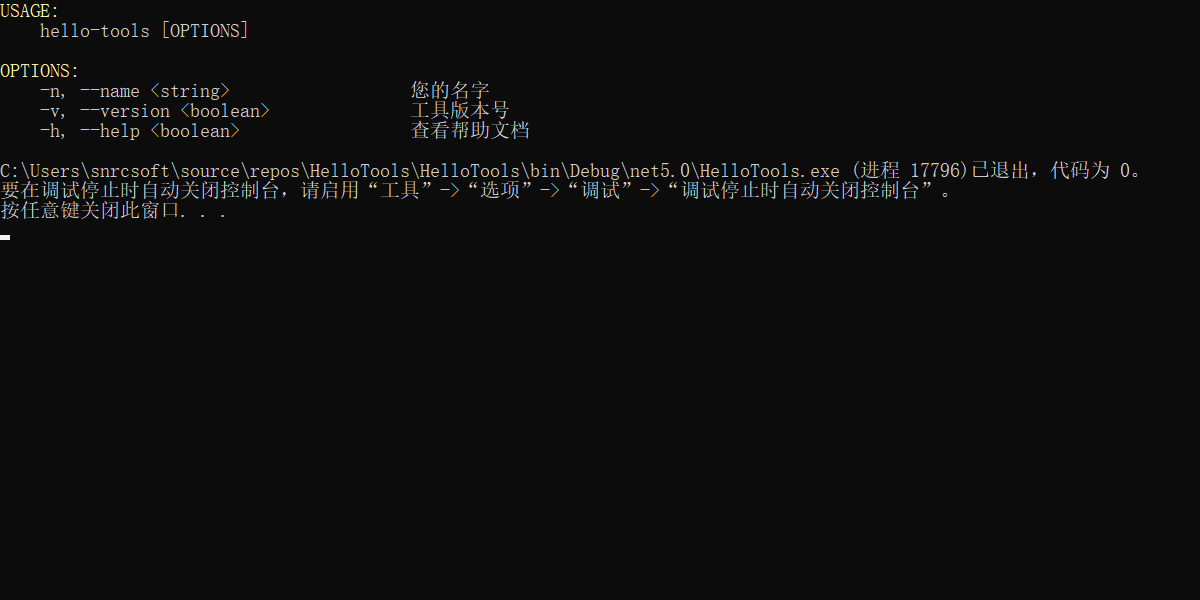 USAGE:
    hello-tools [OPTIONS]

OPTIONS:
    -n, --name <string>                  您的名字
    -v, --version <boolean>              工具版本号
    -h, --help <boolean>                 查看帮助文档

C:\Users\snrcsoft\source\repos\HelloTools\HelloTools\bin\Debug\net5.0\HelloTools.exe (进程 17796)已退出，代码为 0。
要在调试停止时自动关闭控制台，请启用“工具”->“选项”->“调试”->“调试停止时自动关闭控制台”。
按任意键关闭此窗口. . .